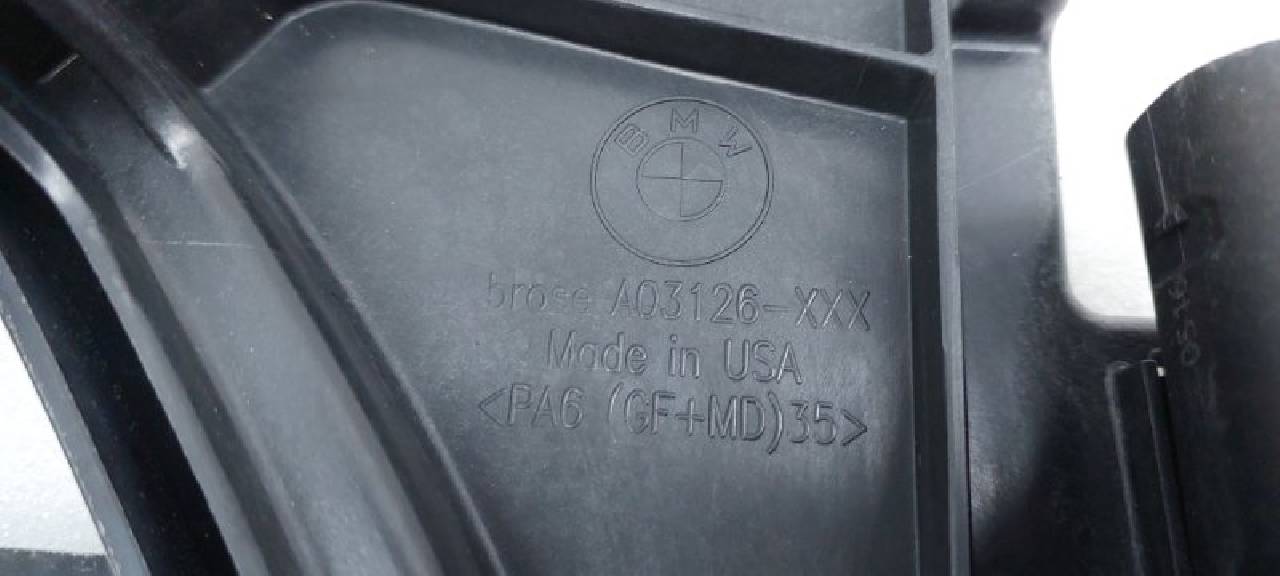 BMW
brose A03126-XXX
Made in USA
<PA6 (GF+MD)35>